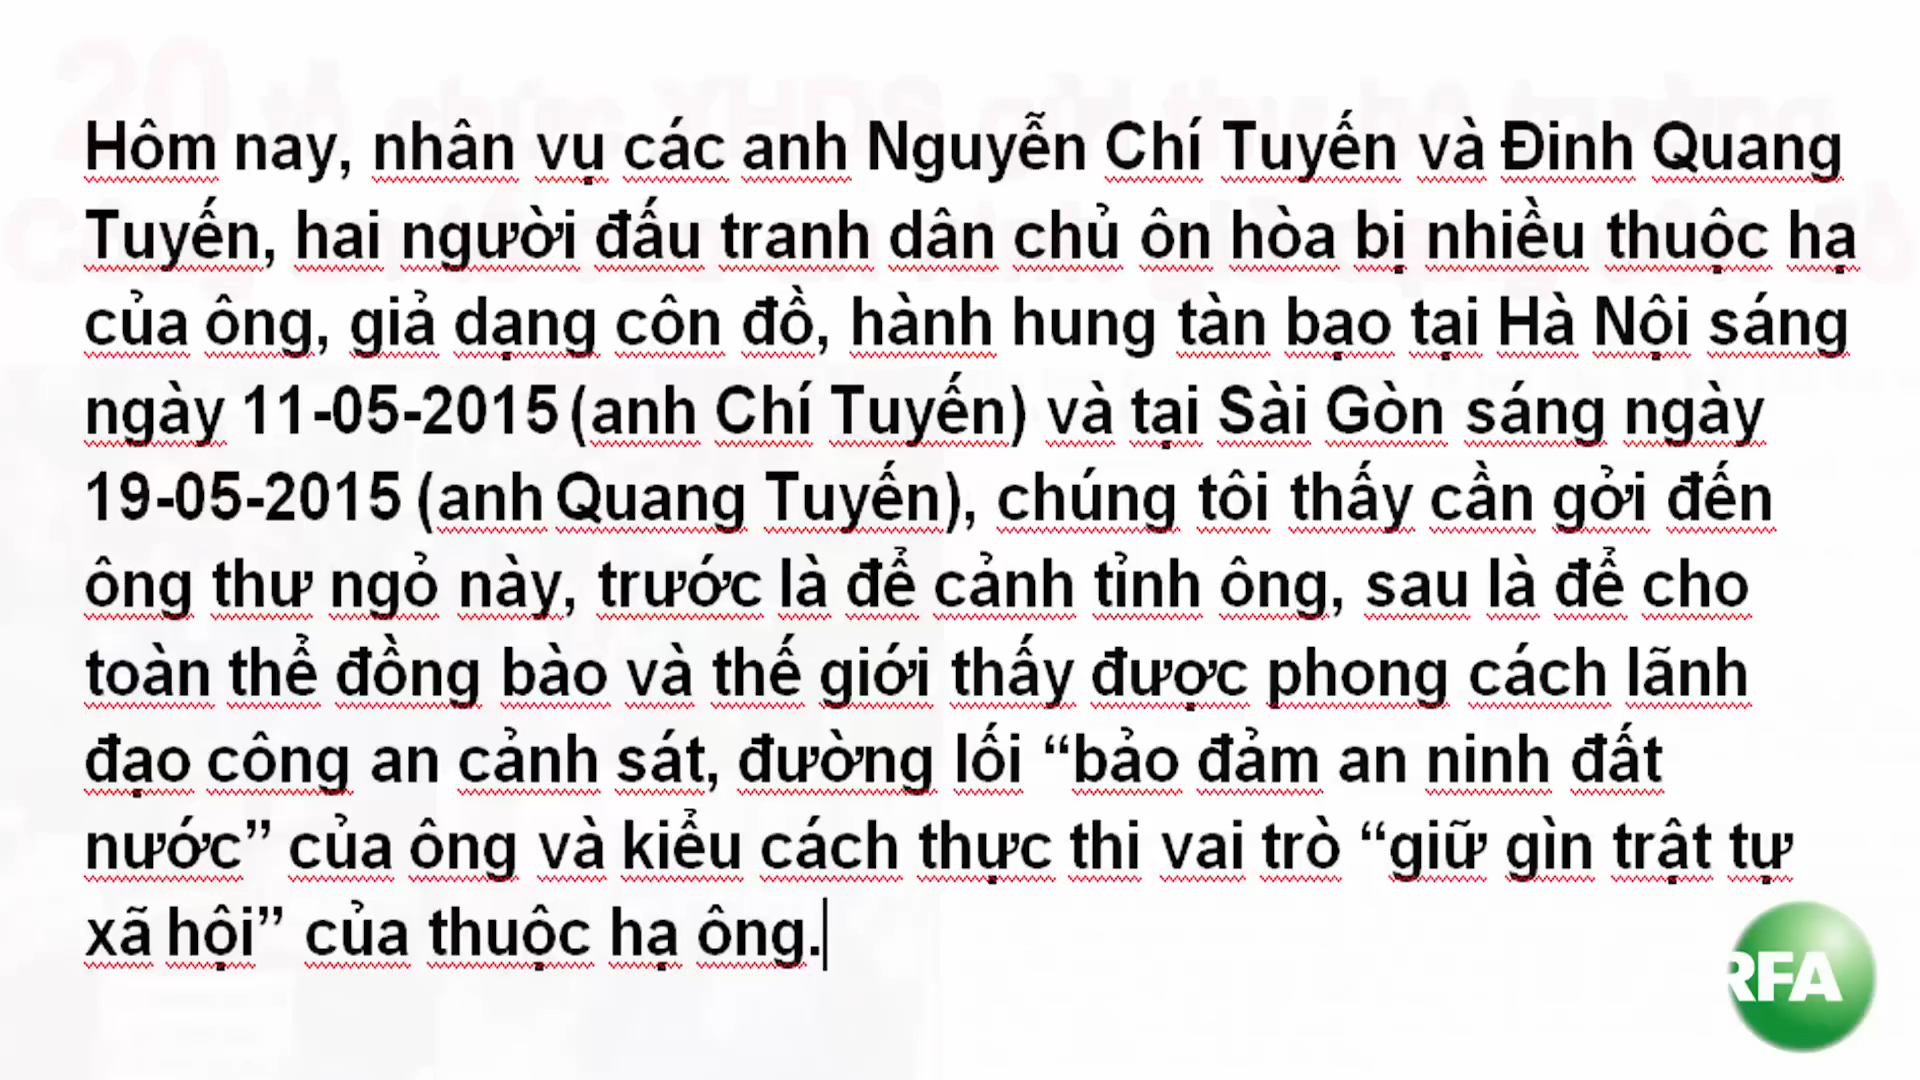 Hôm nay, nhân vụ các anh Nguyễn Chí Tuyến và Đinh Quang
Tuyến, hai người đấu tranh dân chủ ôn hòa bị nhiều thuộc hạ
của ông, giả dạng côn đồ, hành hung tàn bạo tại Hà Nội sáng
ngày 11-05-2015 (anh Chí Tuyến) và tại Sài Gòn sáng ngày
19-05-2015 (anh Quang Tuyến), chúng tôi thấy cần gởi đến
ông thư ngỏ này, trước là để cảnh tỉnh ông, sau là để cho
toàn thể đồng bào và thế giới thấy được phong cách lãnh
đạo công an cảnh sát, đường lối “bảo đảm an ninh đất
nước” của ông và kiểu cách thực thi vai trò “giữ gìn trật tự
xã hội” của thuộc hạ ông.
RFA